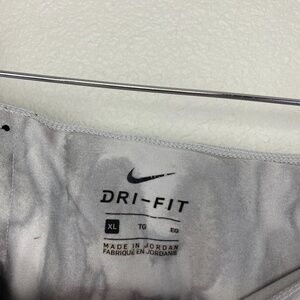 DRI-FIT
XL TG EG
MADE IN JORDAN
FABRIQUÉ EN JORDANIE